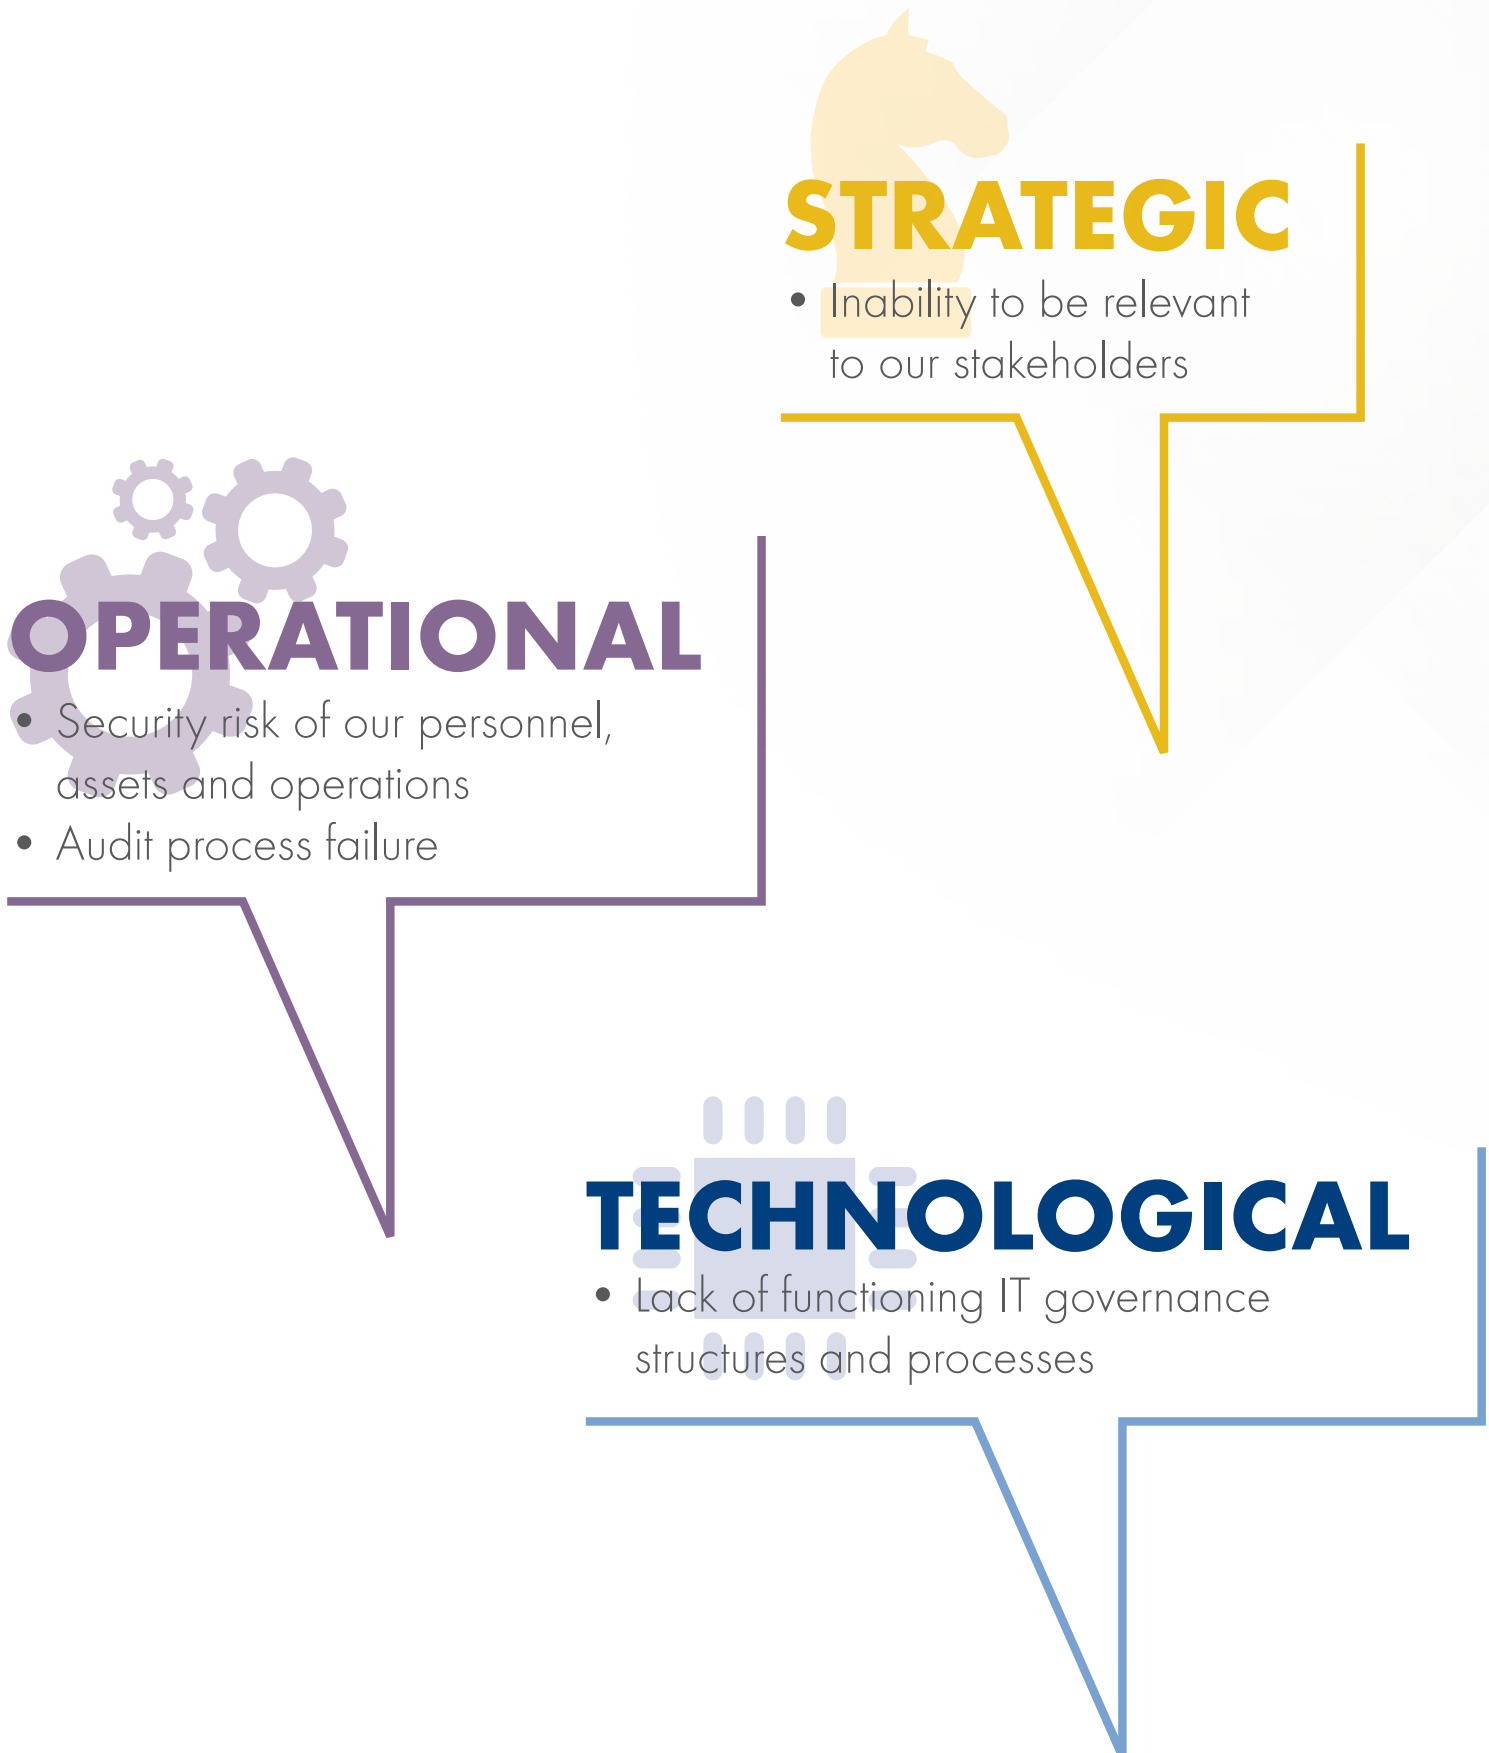 STRATEGIC
• Inability to be relevant
to our stakeholders
OPERATIONAL
• Security risk of our personnel,
assets and operations
• Audit process failure
TECHNOLOGICAL
• Lack of functioning IT governance
structures and processes